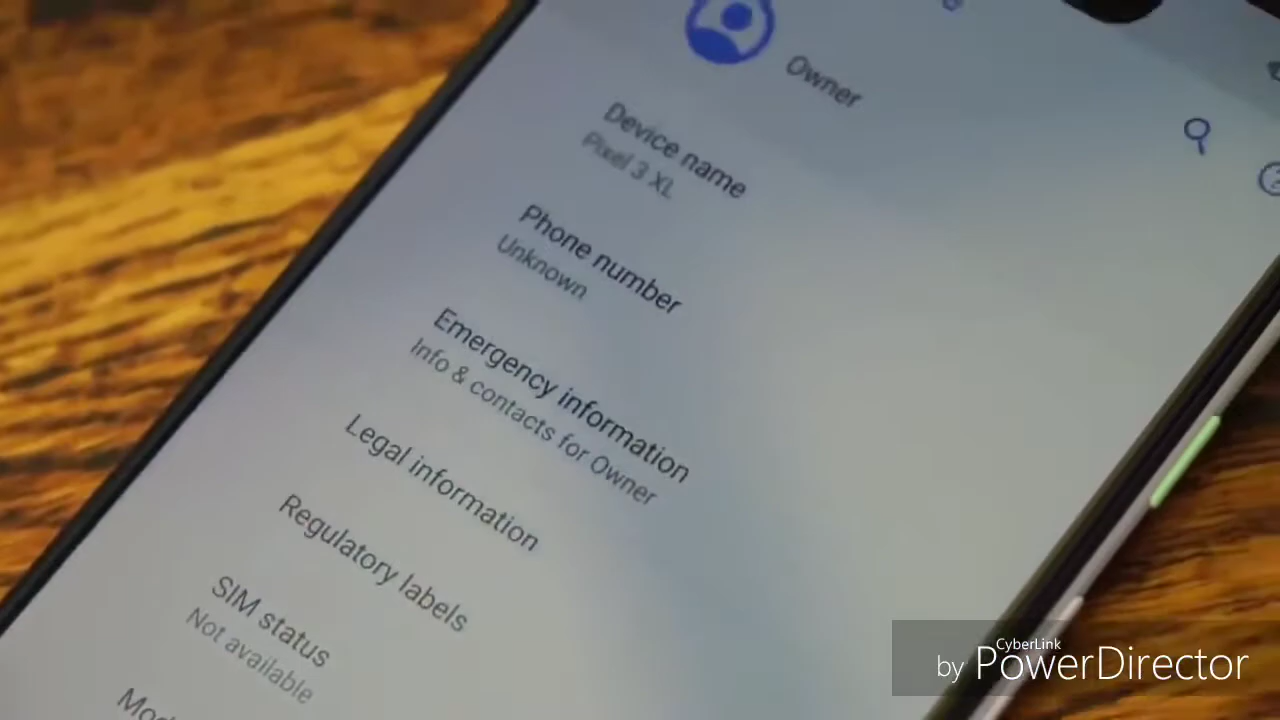 Owner
Device name
Pixel 3 XL
Phone number
Unknown
Emergency information
Info & contacts for Owner
Legal information
Regulatory labels
SIM status
Not available
CyberLink
by PowerDirector